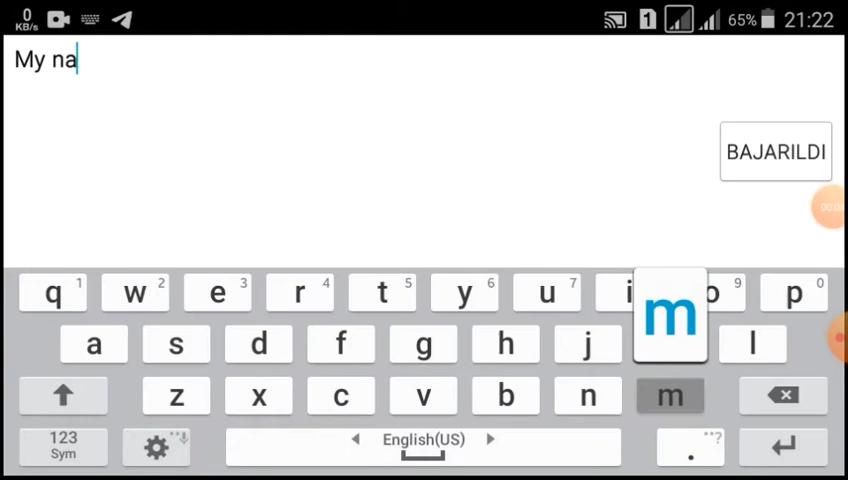 0 KB/s 1 65% 21:22
My na
BAJARILDI
q 1 w 2 e 3 r 4 t 5 y 6 u 7 i o 9 p 0
a s d f g h j m l
z x c v b n m
123 Sym English(US) . ..?